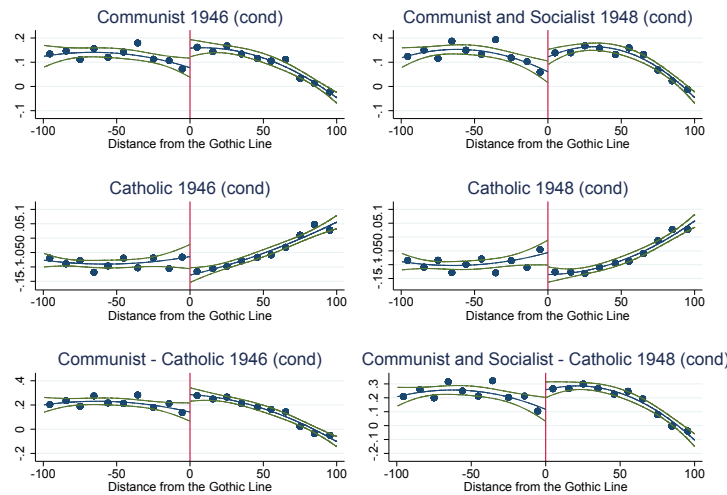 Communist 1946 (cond)
.2
.1
0
-.1
-100 -50 0 50 100
Distance from the Gothic Line
Communist and Socialist 1948 (cond)
.2
.1
0
-.1
-100 -50 0 50 100
Distance from the Gothic Line
Catholic 1946 (cond)
-.15-.1-.050 .05.1
-100 -50 0 50 100
Distance from the Gothic Line
Catholic 1948 (cond)
-.15-.1-.050 .05.1
-100 -50 0 50 100
Distance from the Gothic Line
Communist - Catholic 1946 (cond)
.4
.2
0
-.2
-100 -50 0 50 100
Distance from the Gothic Line
Communist and Socialist - Catholic 1948 (cond)
-.2-.1 0 .1 .2.3
-100 -50 0 50 100
Distance from the Gothic Line